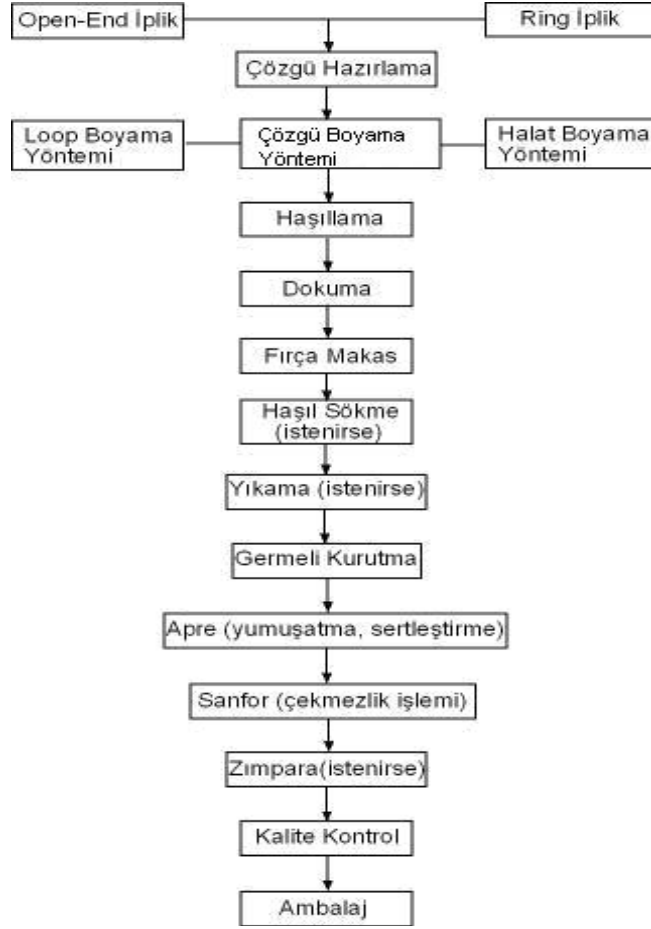 Open-End İplik
Ring İplik
Çözgü Hazırlama
Loop Boyama
Yöntemi
Çözgü Boyama
Yöntemi
Halat Boyama
Yöntemi
Haşıllama
Dokuma
Fırça Makas
Haşıl Sökme
(istenirse)
Yıkama (istenirse)
Germeli Kurutma
Apre (yumuşatma, sertleştirme)
Sanfor (çekmezlik işlemi)
Zımpara(istenirse)
Kalite Kontrol
Ambalaj